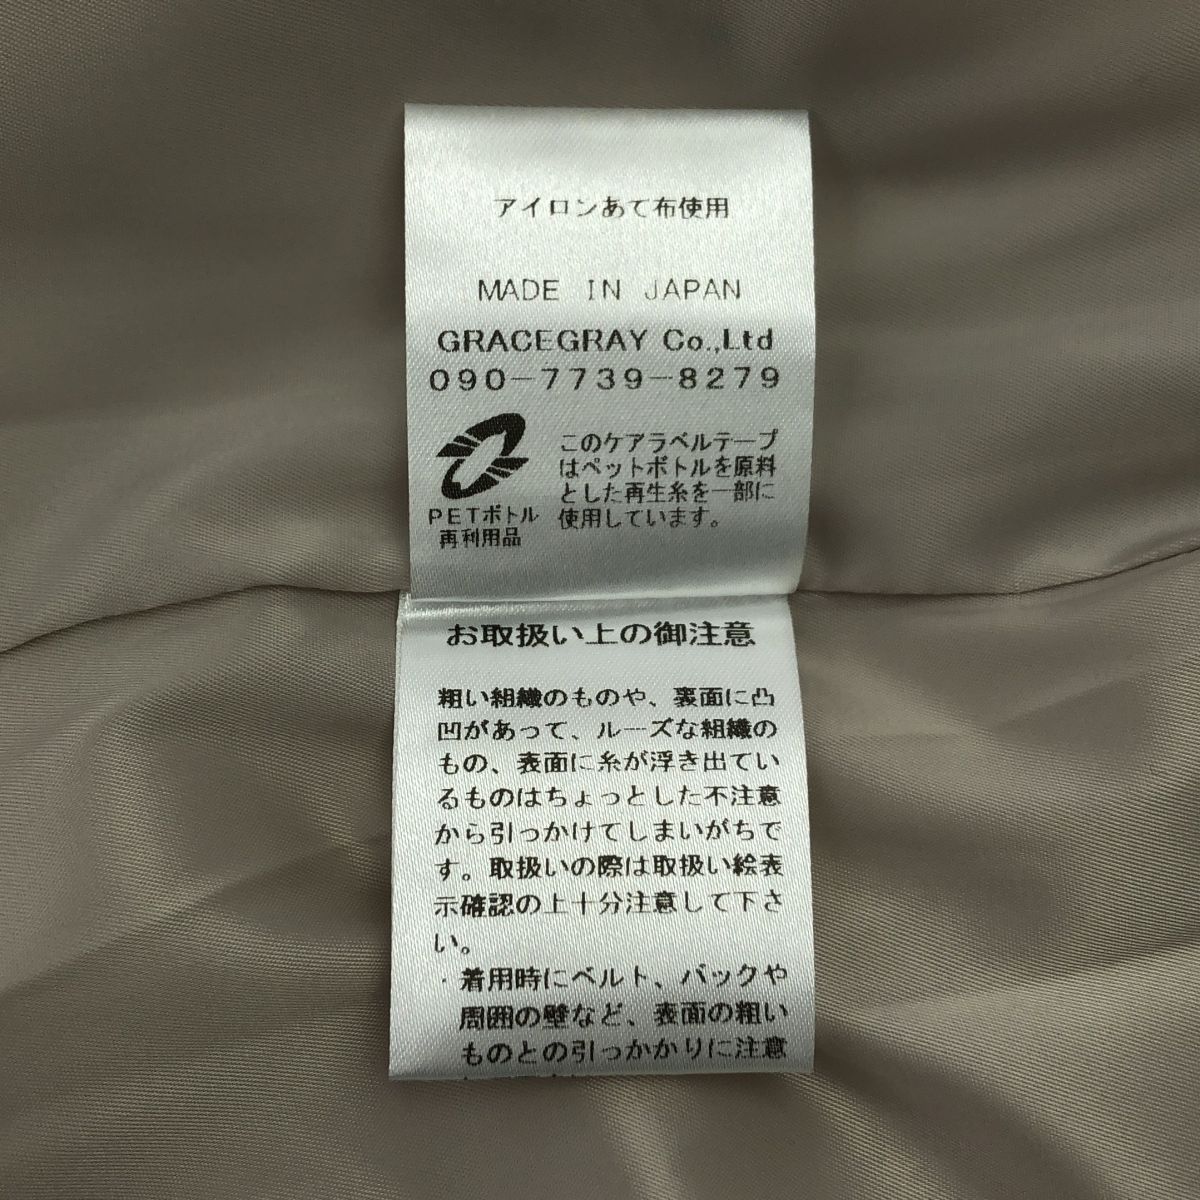 アイロンあて布使用
MADE IN JAPAN
GRACEGRAY Co.,Ltd
090-7739-8279
PETボトル
再利用品
このケアラベルテープ
はペットボトルを原料
とした再生糸を一部に
使用しています。
お取扱い上の御注意
粗い組織のものや、裏面に凸
凹があって、ルーズな組織の
もの、表面に糸が浮き出てい
るものはちょっとした不注意
から引っかけてしまいがちで
す。取扱いの際は取扱い絵表
示確認の上十分注意して下さ
い。
・着用時にベルト、バックや
周囲の壁など、表面の粗い
ものとの引っかかりに注意